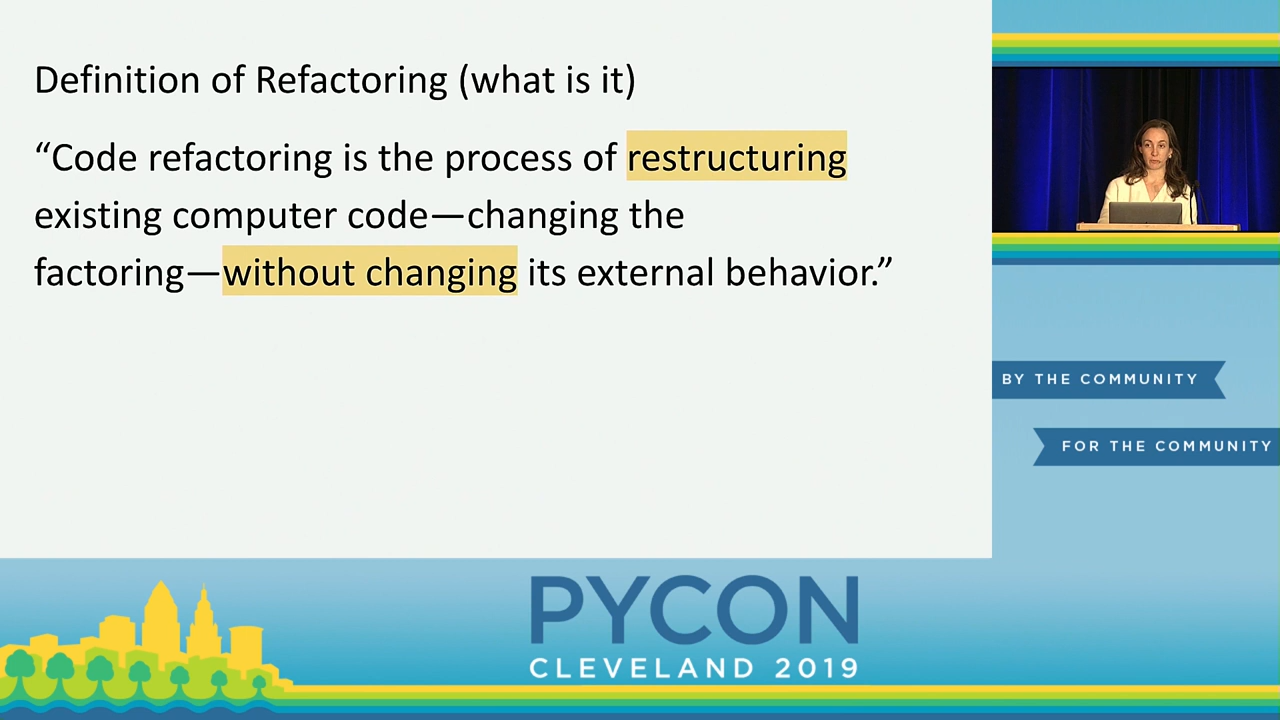 Definition of Refactoring (what is it)
“Code refactoring is the process of restructuring
existing computer code—changing the
factoring—without changing its external behavior.”
BY THE COMMUNITY
FOR THE COMMUNITY
PYCON
CLEVELAND 2019